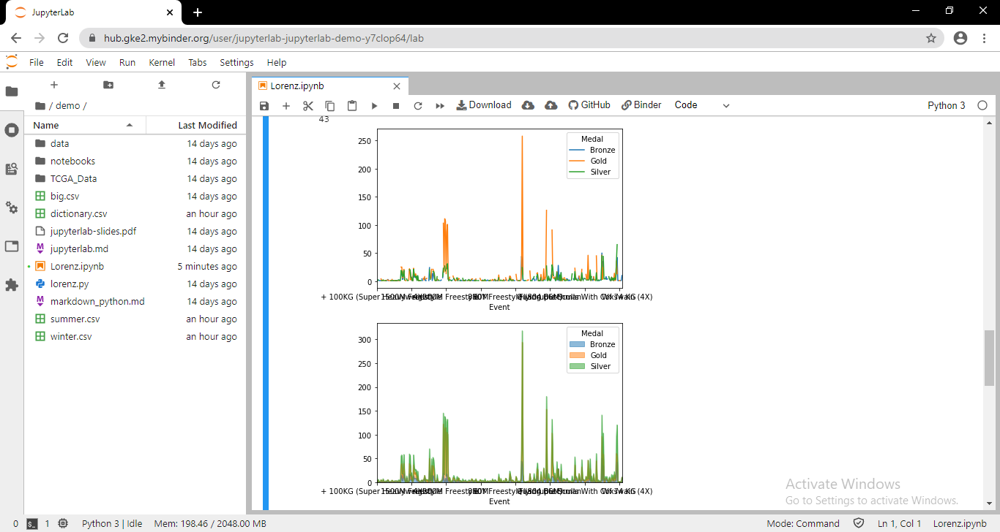 JupyterLab
hub.gke2.mybinder.org/user/jupyterlab-jupyterlab-demo-y7clop64/lab
File Edit View Run Kernel Tabs Settings Help
Lorenz.ipynb
/ demo /
Download GitHub Binder Code Python 3
Name Last Modified
data 14 days ago
notebooks 14 days ago
TCGA_Data 14 days ago
big.csv 14 days ago
dictionary.csv an hour ago
jupyterlab-slides.pdf 14 days ago
jupyterlab.md 14 days ago
Lorenz.ipynb 5 minutes ago
lorenz.py 14 days ago
markdown_python.md 14 days ago
summer.csv an hour ago
winter.csv an hour ago
43
250
200
150
100
50
0
Medal
Bronze
Gold
Silver
+ 100KG (Super
Event
300
250
200
150
100
50
0
Medal
Bronze
Gold
Silver
+ 100KG (Super
Event
Activate Windows
Go to Settings to activate Windows.
0 1 Python 3 | Idle Mem: 198.46 / 2048.00 MB Mode: Command Ln 1, Col 1 Lorenz.ipynb